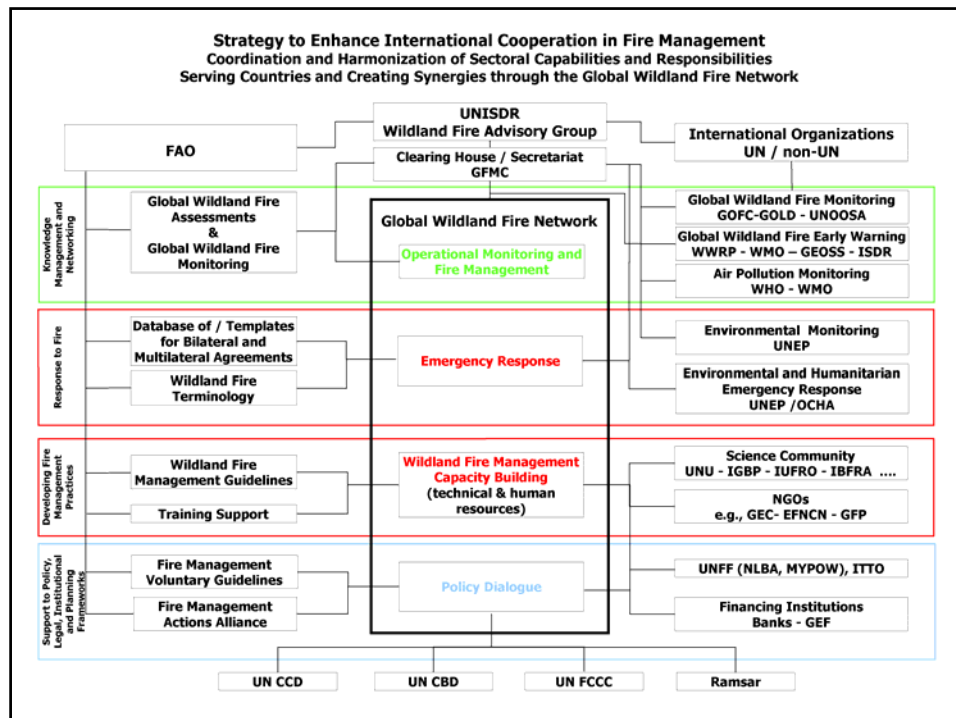 Strategy to Enhance International Cooperation in Fire Management
Coordination and Harmonization of Sectoral Capabilities and Responsibilities
Serving Countries and Creating Synergies through the Global Wildland Fire Network
UNISDR
Wildland Fire Advisory Group
FAO
International Organizations
UN / non-UN
Clearing House / Secretariat
GFMC
Knowledge
Management and
Networking
Global Wildland Fire
Assessments
&
Global Wildland Fire
Monitoring
Global Wildland Fire Network
Operational Monitoring and
Fire Management
Global Wildland Fire Monitoring
GOFC-GOLD - UNOOSA
Global Wildland Fire Early Warning
WWRP - WMO – GEOSS - ISDR
Air Pollution Monitoring
WHO - WMO
Response to Fire
Database of / Templates
for Bilateral and
Multilateral Agreements
Wildland Fire
Terminology
Emergency Response
Environmental Monitoring
UNEP
Environmental and Humanitarian
Emergency Response
UNEP /OCHA
Developing Fire
Management
Practices
Wildland Fire
Management Guidelines
Training Support
Wildland Fire Management
Capacity Building
(technical & human
resources)
Science Community
UNU - IGBP - IUFRO - IBFRA ....
NGOs
e.g., GEC- EFNCN - GFP
Support to Policy,
Legal, Institutional
and Planning
Frameworks
Fire Management
Voluntary Guidelines
Fire Management
Actions Alliance
Policy Dialogue
UNFF (NLBA, MYPOW), ITTO
Financing Institutions
Banks - GEF
UN CCD
UN CBD
UN FCCC
Ramsar